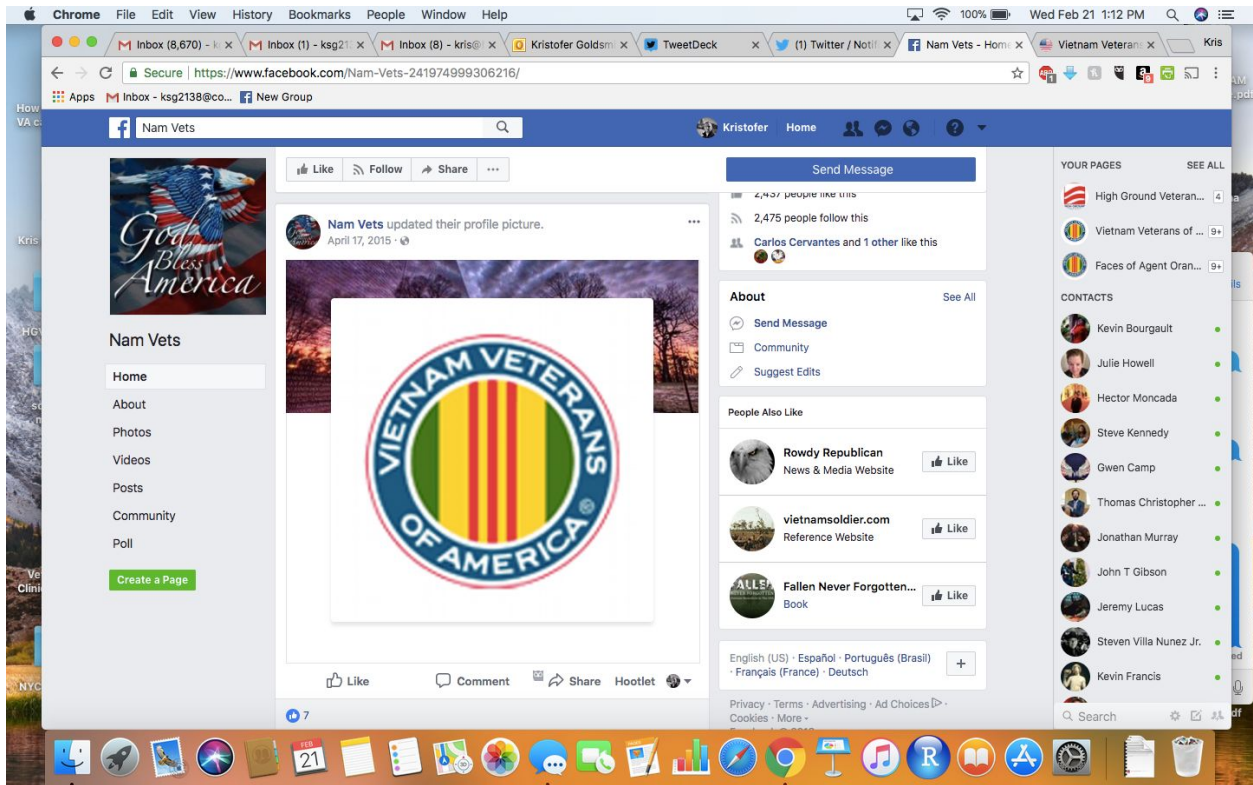 Chrome File Edit View History Bookmarks People Window Help 100% Wed Feb 21 1:12 PM
Inbox (8,670) - k Inbox (1) - ksg21 Inbox (8) - kris@ Kristofer Goldsm TweetDeck (1) Twitter / Notif Nam Vets - Home Vietnam Veterans Kris
Secure https://www.facebook.com/Nam-Vets-241974999306216/
Apps Inbox - ksg2138@co... New Group
Nam Vets
Kristofer Home
God
Bless
America
Nam Vets
Home
About
Photos
Videos
Posts
Community
Poll
Create a Page
Like Follow Share ...
Nam Vets updated their profile picture.
April 17, 2015
VIETNAM VETERANS
OF AMERICA ®
Like Comment Share Hootlet
7
Send Message
2,437 people like this
2,475 people follow this
Carlos Cervantes and 1 other like this
About See All
Send Message
Community
Suggest Edits
People Also Like
Rowdy Republican
News & Media Website
Like
vietnamsoldier.com
Reference Website
Like
FALLEN
Fallen Never Forgotten...
Book
Like
English (US) · Español · Português (Brasil)
· Français (France) · Deutsch
Privacy · Terms · Advertising · Ad Choices ·
Cookies · More
YOUR PAGES SEE ALL
High Ground Veteran... 4
Vietnam Veterans of ... 9+
Faces of Agent Oran... 9+
CONTACTS
Kevin Bourgault
Julie Howell
Hector Moncada
Steve Kennedy
Gwen Camp
Thomas Christopher ...
Jonathan Murray
John T Gibson
Jeremy Lucas
Steven Villa Nunez Jr.
Kevin Francis
Search
How
VA c
Kris
HGV
Ve
Clini
NYC
FEB
21